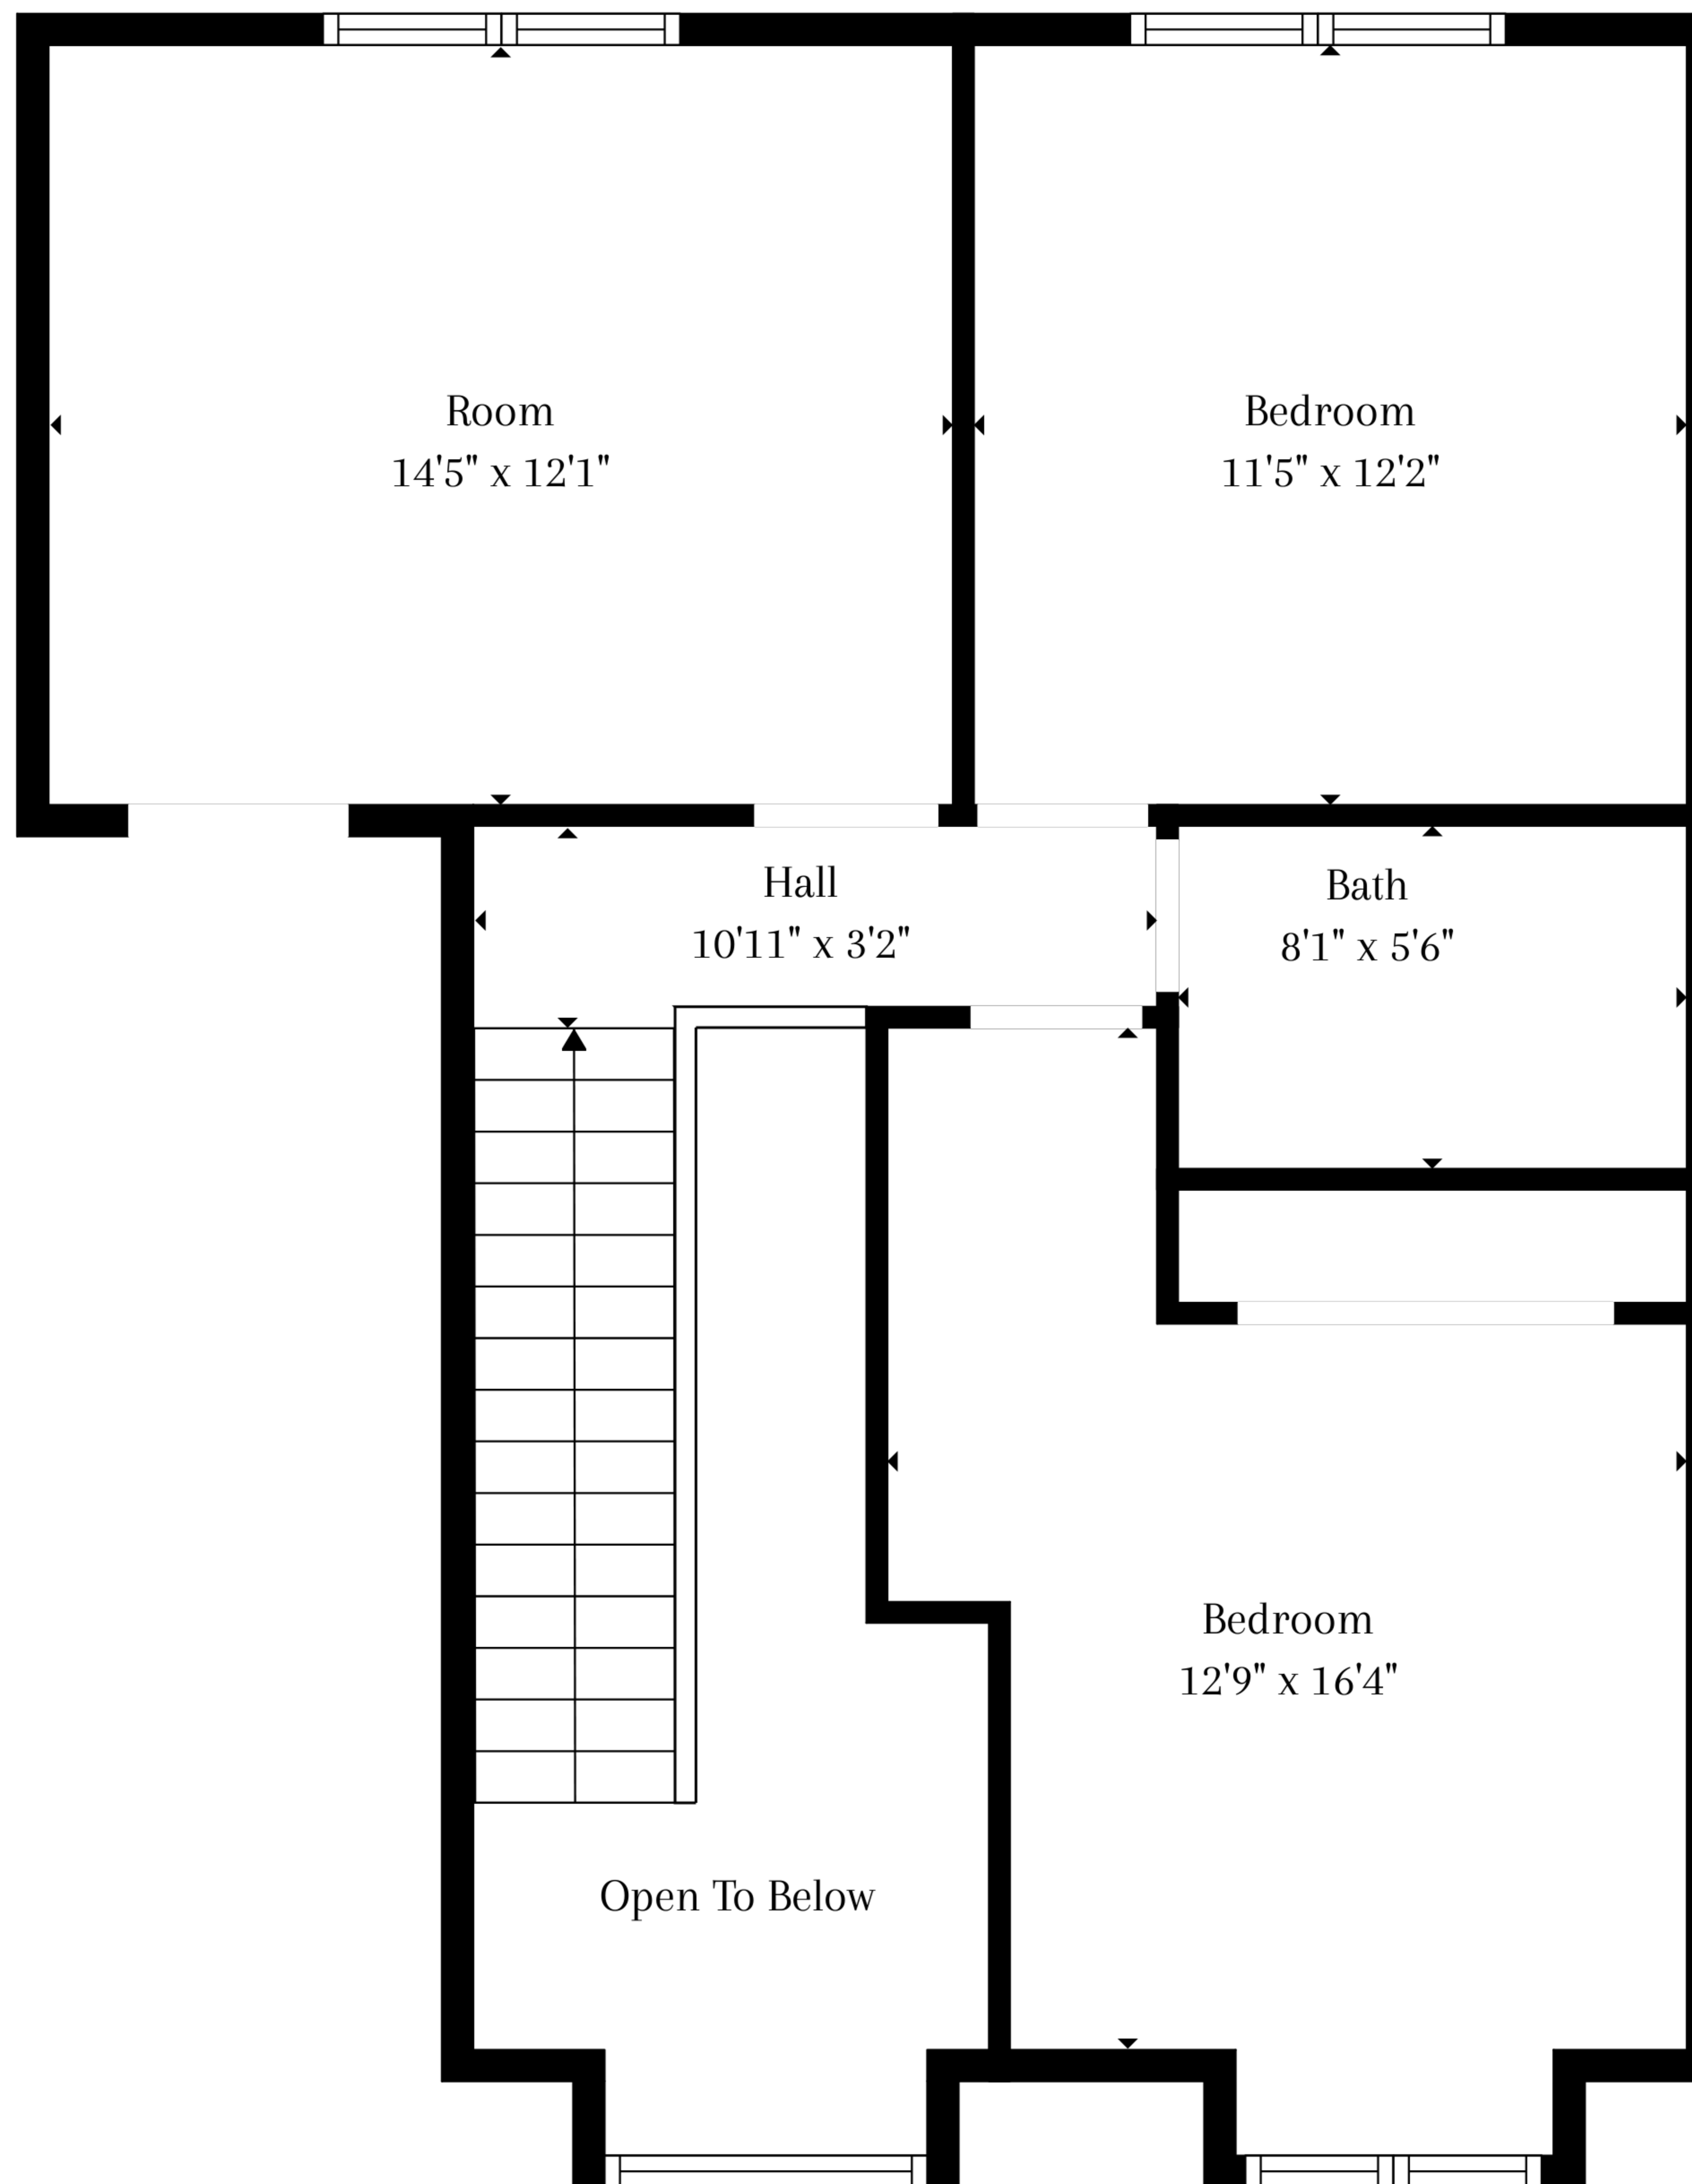 Room
14'5" x 12'1"
Bedroom
11'5" x 12'2"
Hall
10'11" x 3'2"
Bath
8'1" x 5'6"
Bedroom
12'9" x 16'4"
Open To Below